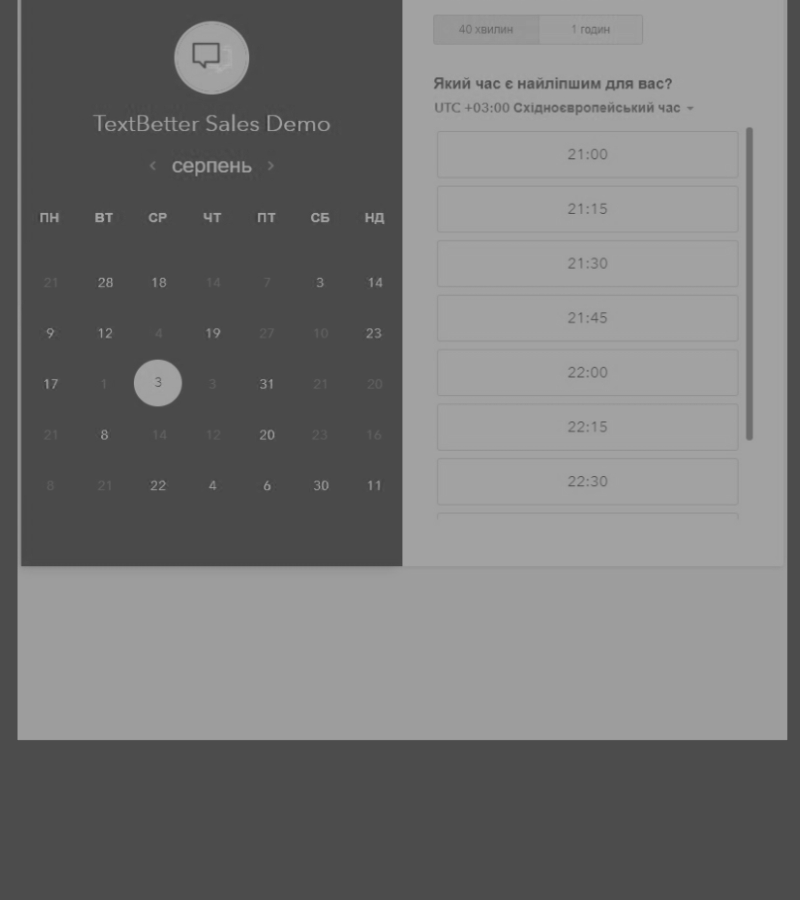 TextBetter Sales Demo
серпень
ПН ВТ СР ЧТ ПТ СБ НД
21 28 18 14 7 3 14
9 12 4 19 27 10 23
17 1 3 3 31 21 20
21 8 14 12 20 23 16
8 21 22 4 6 30 11
40 хвилин 1 годин
Який час є найліпшим для вас?
UTC +03:00 Східноєвропейський час
21:00
21:15
21:30
21:45
22:00
22:15
22:30